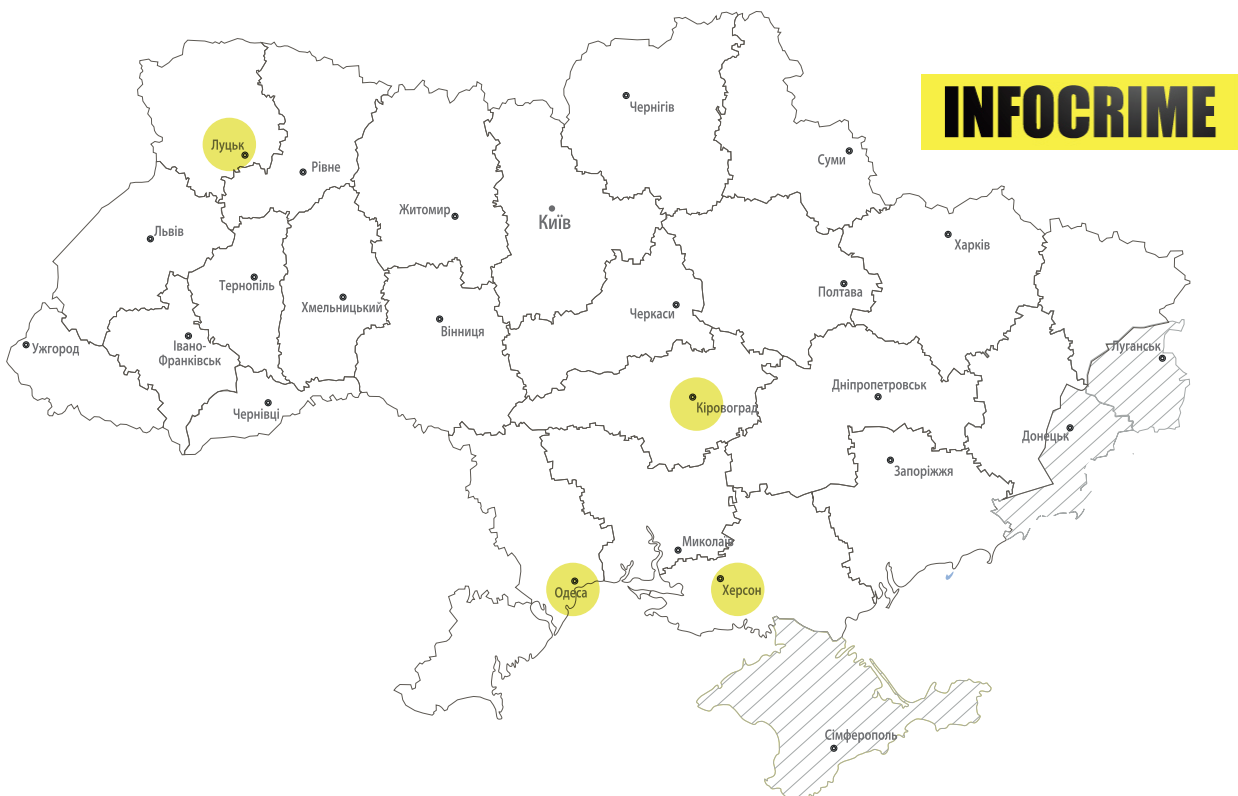 INFOCRIME
Чернігів
Луцьк
Суми
Рівне
Житомир
Київ
Львів
Харків
Тернопіль
Полтава
Хмельницький
Черкаси
Вінниця
Ужгород
Івано-
Франківськ
Луганськ
Дніпропетровськ
Чернівці
Кіровоград
Донецьк
Запоріжжя
Миколаїв
Одеса
Херсон
Сімферополь